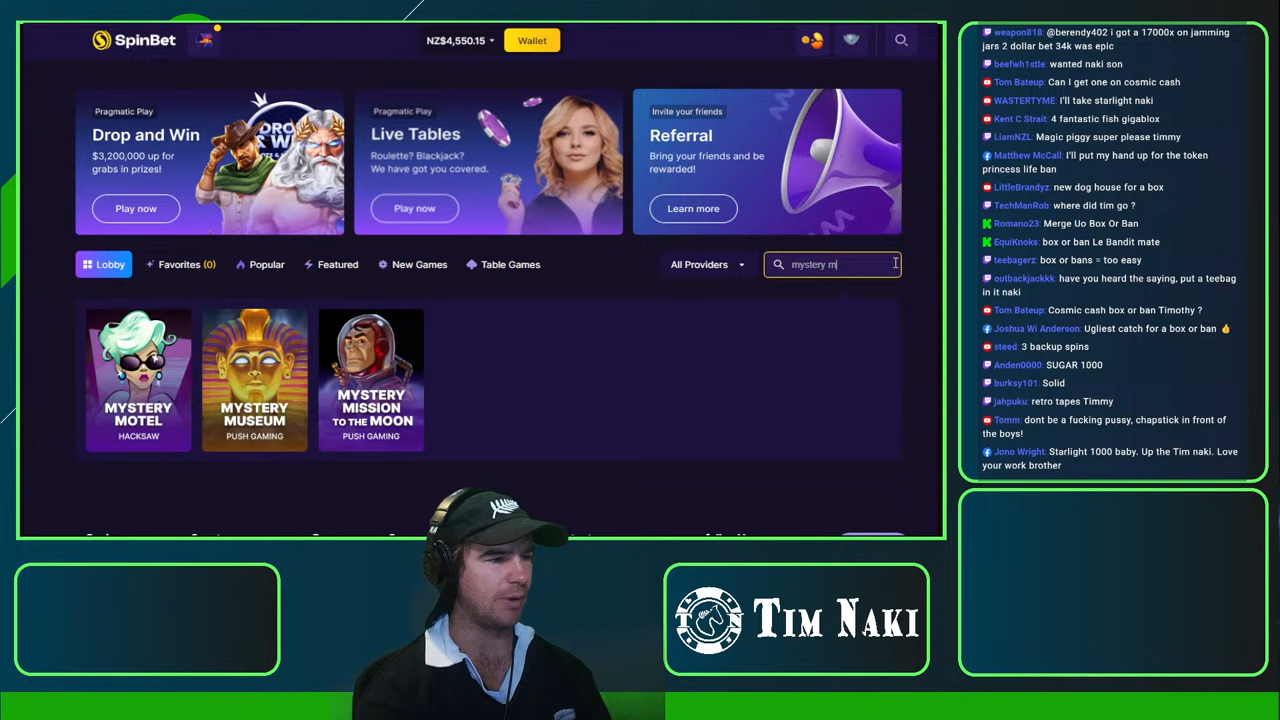 SpinBet
NZ$4,550.15
Wallet
Pragmatic Play
Drop and Win
$3,200,000 up for
grabs in prizes!
Play now
Pragmatic Play
Live Tables
Roulette? Blackjack?
We have got you covered.
Play now
Invite your friends
Referral
Bring your friends and be
rewarded!
Learn more
Lobby
Favorites (0)
Popular
Featured
New Games
Table Games
All Providers
mystery m
MYSTERY
MOTEL
HACKSAW
MYSTERY
MUSEUM
PUSH GAMING
MYSTERY
MISSION
TO THE MOON
PUSH GAMING
TIM NAKI
weapon818: @berendy402 i got a 17000x on jamming
jars 2 dollar bet 34k was epic
beefwh1stle: wanted naki son
Tom Bateup: Can I get one on cosmic cash
WASTERTYME: I'll take starlight naki
Kent C Strait: 4 fantastic fish gigablox
LiamNZL: Magic piggy super please timmy
Matthew McCall: I'll put my hand up for the token
princess life ban
LittleBrandyz: new dog house for a box
TechManRob: where did tim go ?
Romano23: Merge Uo Box Or Ban
EquiKnoks: box or ban Le Bandit mate
teebagerz: box or bans = too easy
outbackjackkk: have you heard the saying, put a teebag
in it naki
Tom Bateup: Cosmic cash box or ban Timothy ?
Joshua Wi Anderson: Ugliest catch for a box or ban 👍
steed: 3 backup spins
Anden0000: SUGAR 1000
burksy101: Solid
jahpuku: retro tapes Timmy
Tomm: dont be a fucking pussy, chapstick in front of
the boys!
Jono Wright: Starlight 1000 baby. Up the Tim naki. Love
your work brother